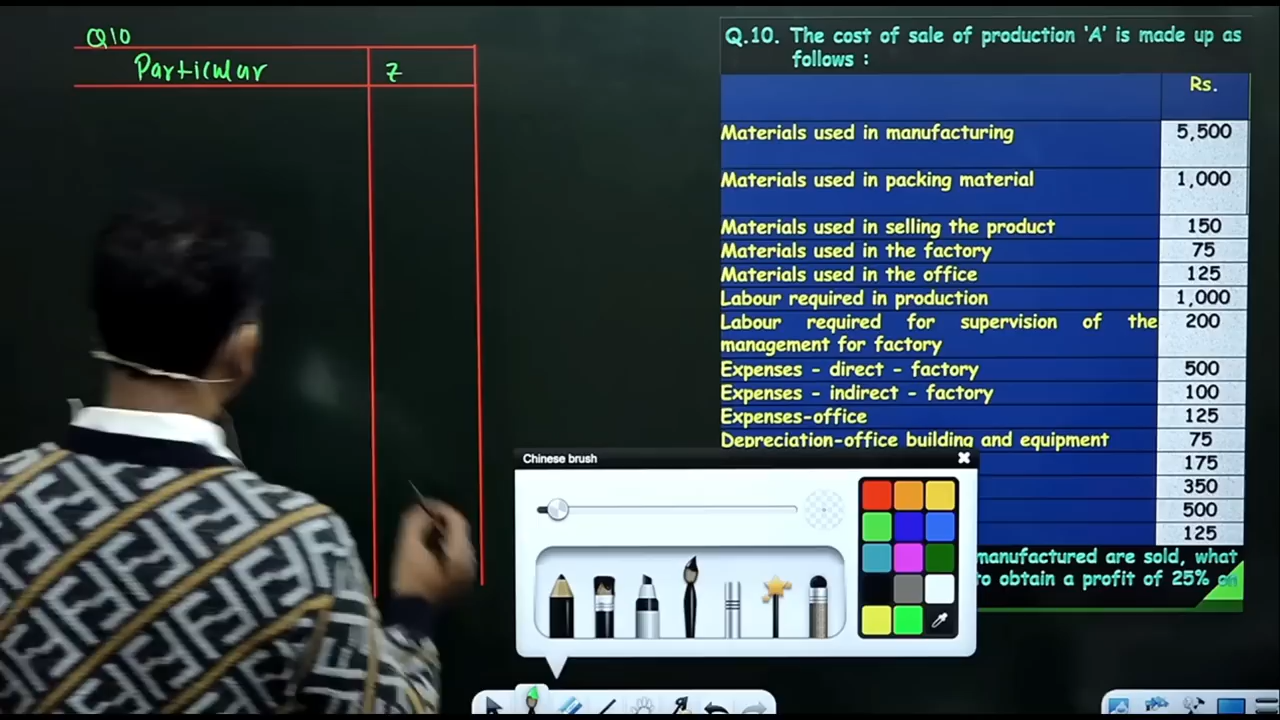 Q10
Particular ₹
Q.10. The cost of sale of production ‘A’ is made up as
follows :
Rs.
Materials used in manufacturing 5,500
Materials used in packing material 1,000
Materials used in selling the product 150
Materials used in the factory 75
Materials used in the office 125
Labour required in production 1,000
Labour required for supervision of the 200
management for factory
Expenses - direct - factory 500
Expenses - indirect - factory 100
Expenses-office 125
Depreciation-office building and equipment 75
175
350
500
125
manufactured are sold, what
to obtain a profit of 25% on
Chinese brush